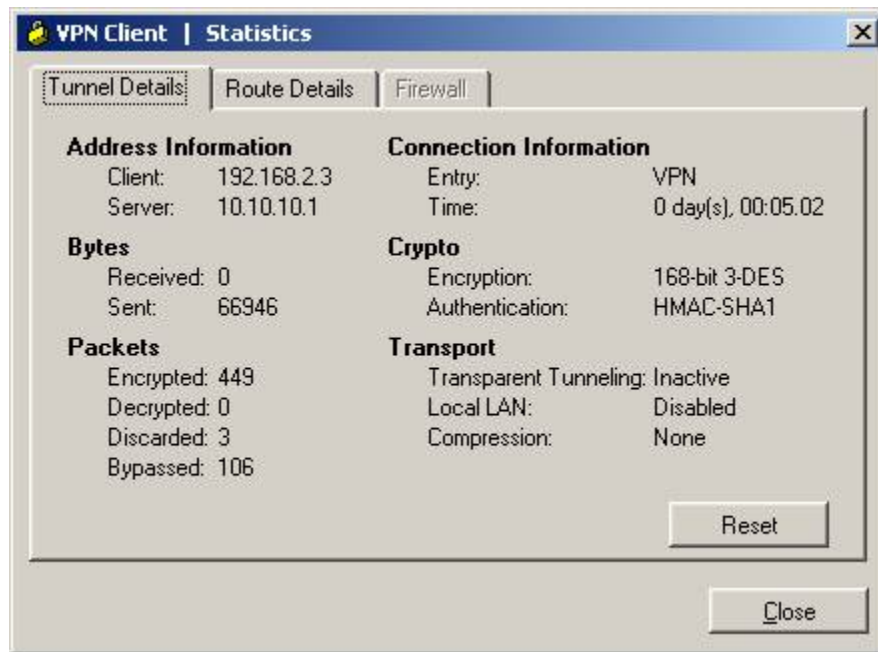 VPN Client | Statistics
Tunnel Details Route Details Firewall
Address Information
Client: 192.168.2.3
Server: 10.10.10.1
Connection Information
Entry: VPN
Time: 0 day(s), 00:05.02
Bytes
Received: 0
Sent: 66946
Crypto
Encryption: 168-bit 3-DES
Authentication: HMAC-SHA1
Packets
Encrypted: 449
Decrypted: 0
Discarded: 3
Bypassed: 106
Transport
Transparent Tunneling: Inactive
Local LAN: Disabled
Compression: None
Reset
Close